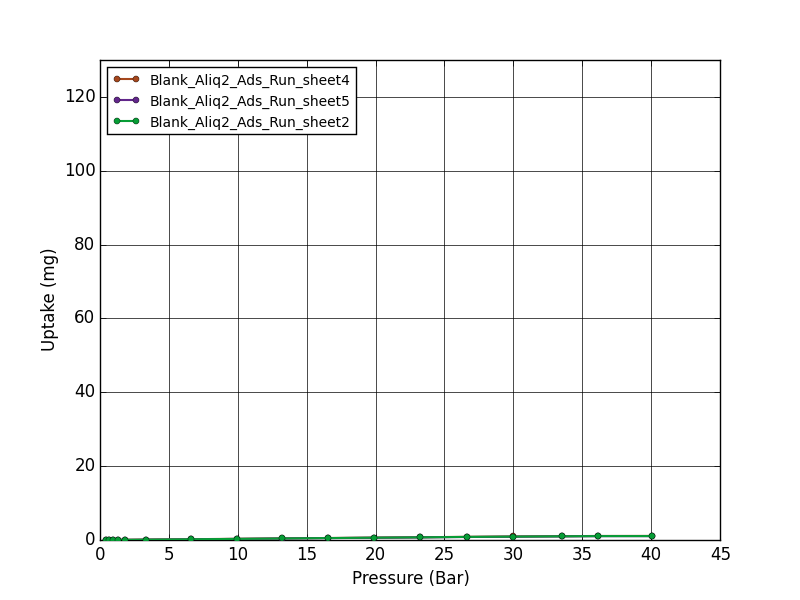 Blank_Aliq2_Ads_Run_sheet4
Blank_Aliq2_Ads_Run_sheet5
Blank_Aliq2_Ads_Run_sheet2
120
100
80
60
40
20
0
Uptake (mg)
0 5 10 15 20 25 30 35 40 45
Pressure (Bar)